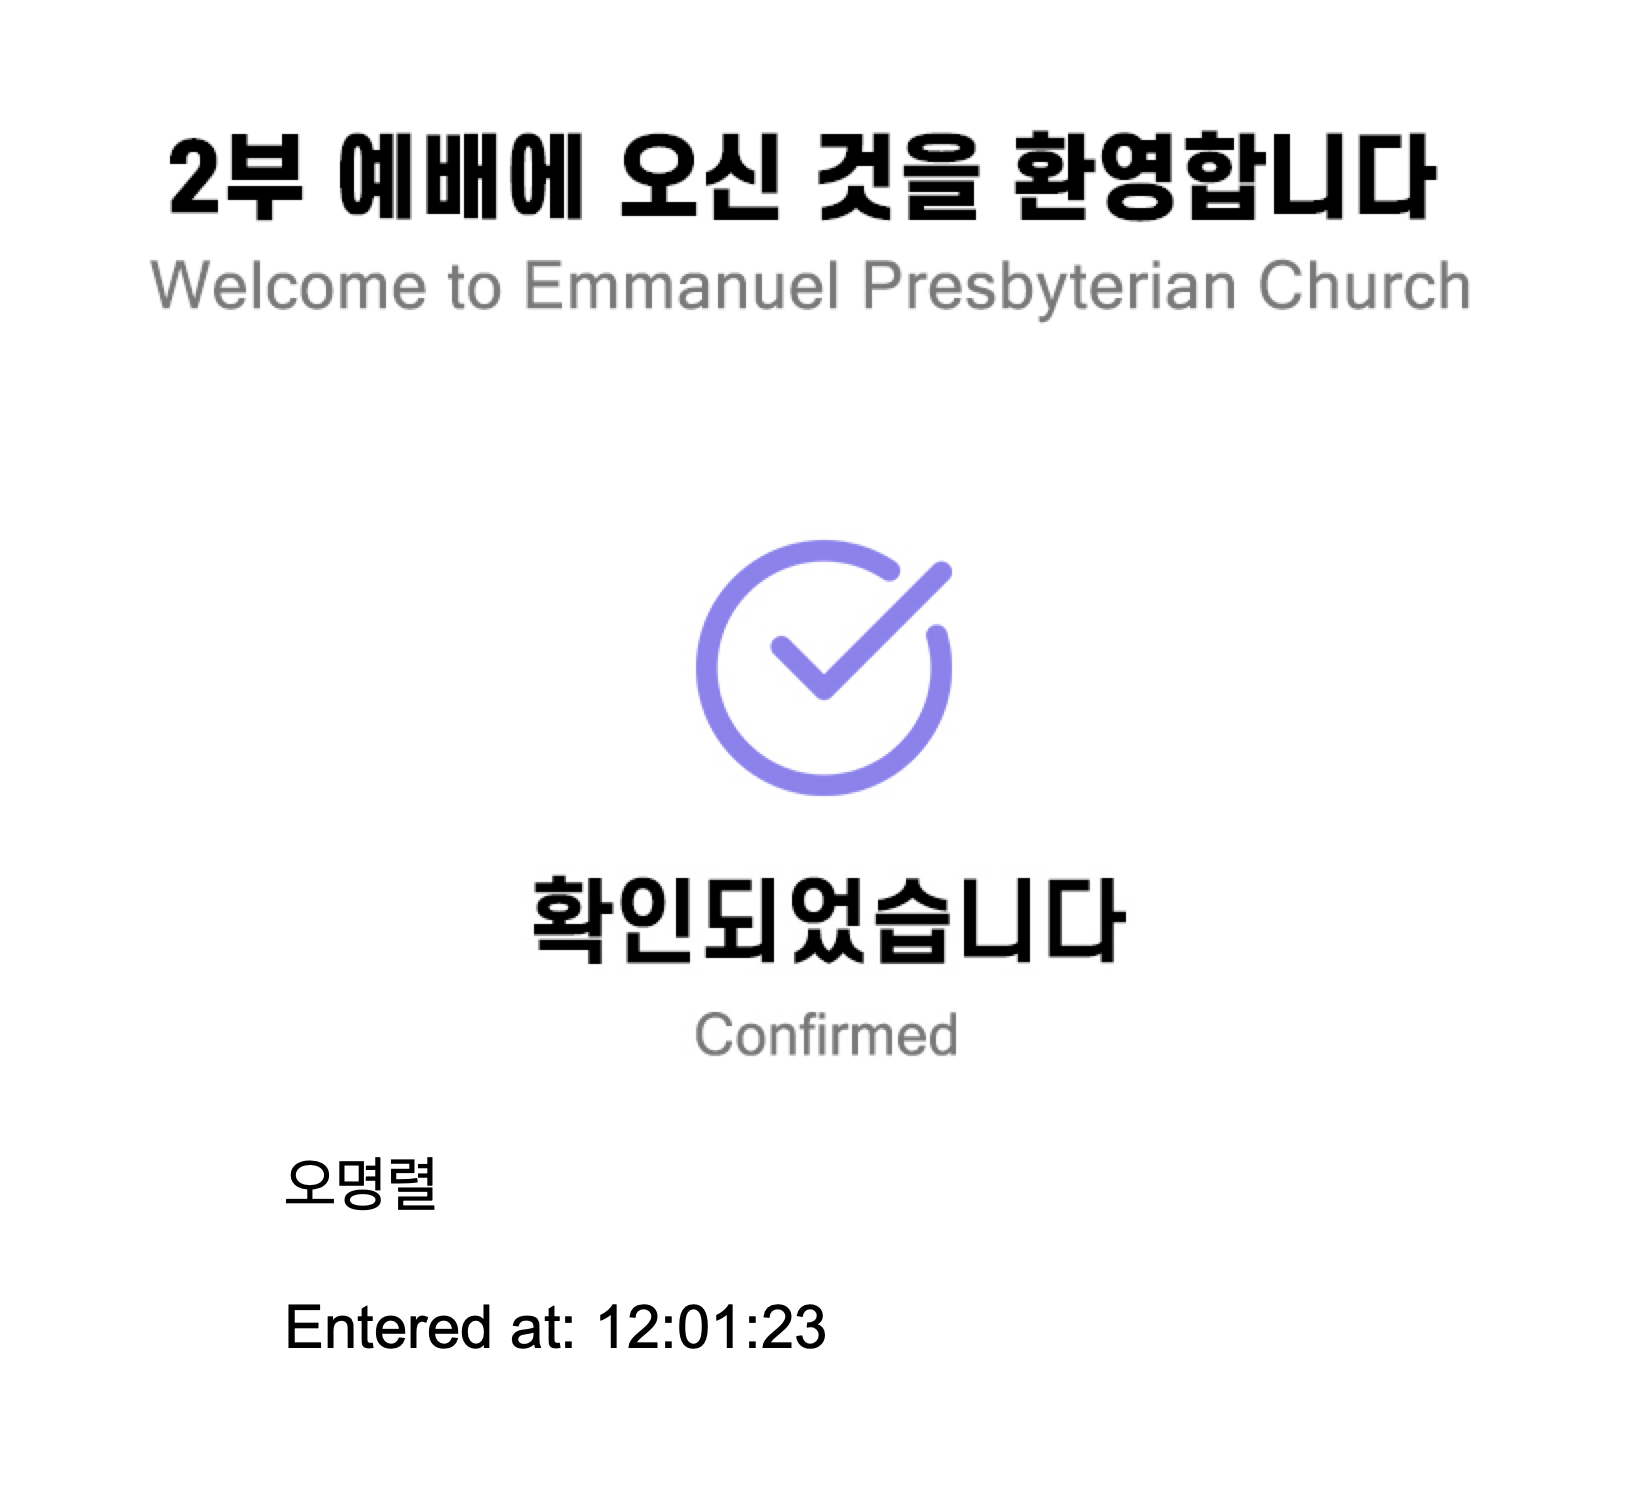 2부 예배에 오신 것을 환영합니다
Welcome to Emmanuel Presbyterian Church
확인되었습니다
Confirmed
오명렬
Entered at: 12:01:23